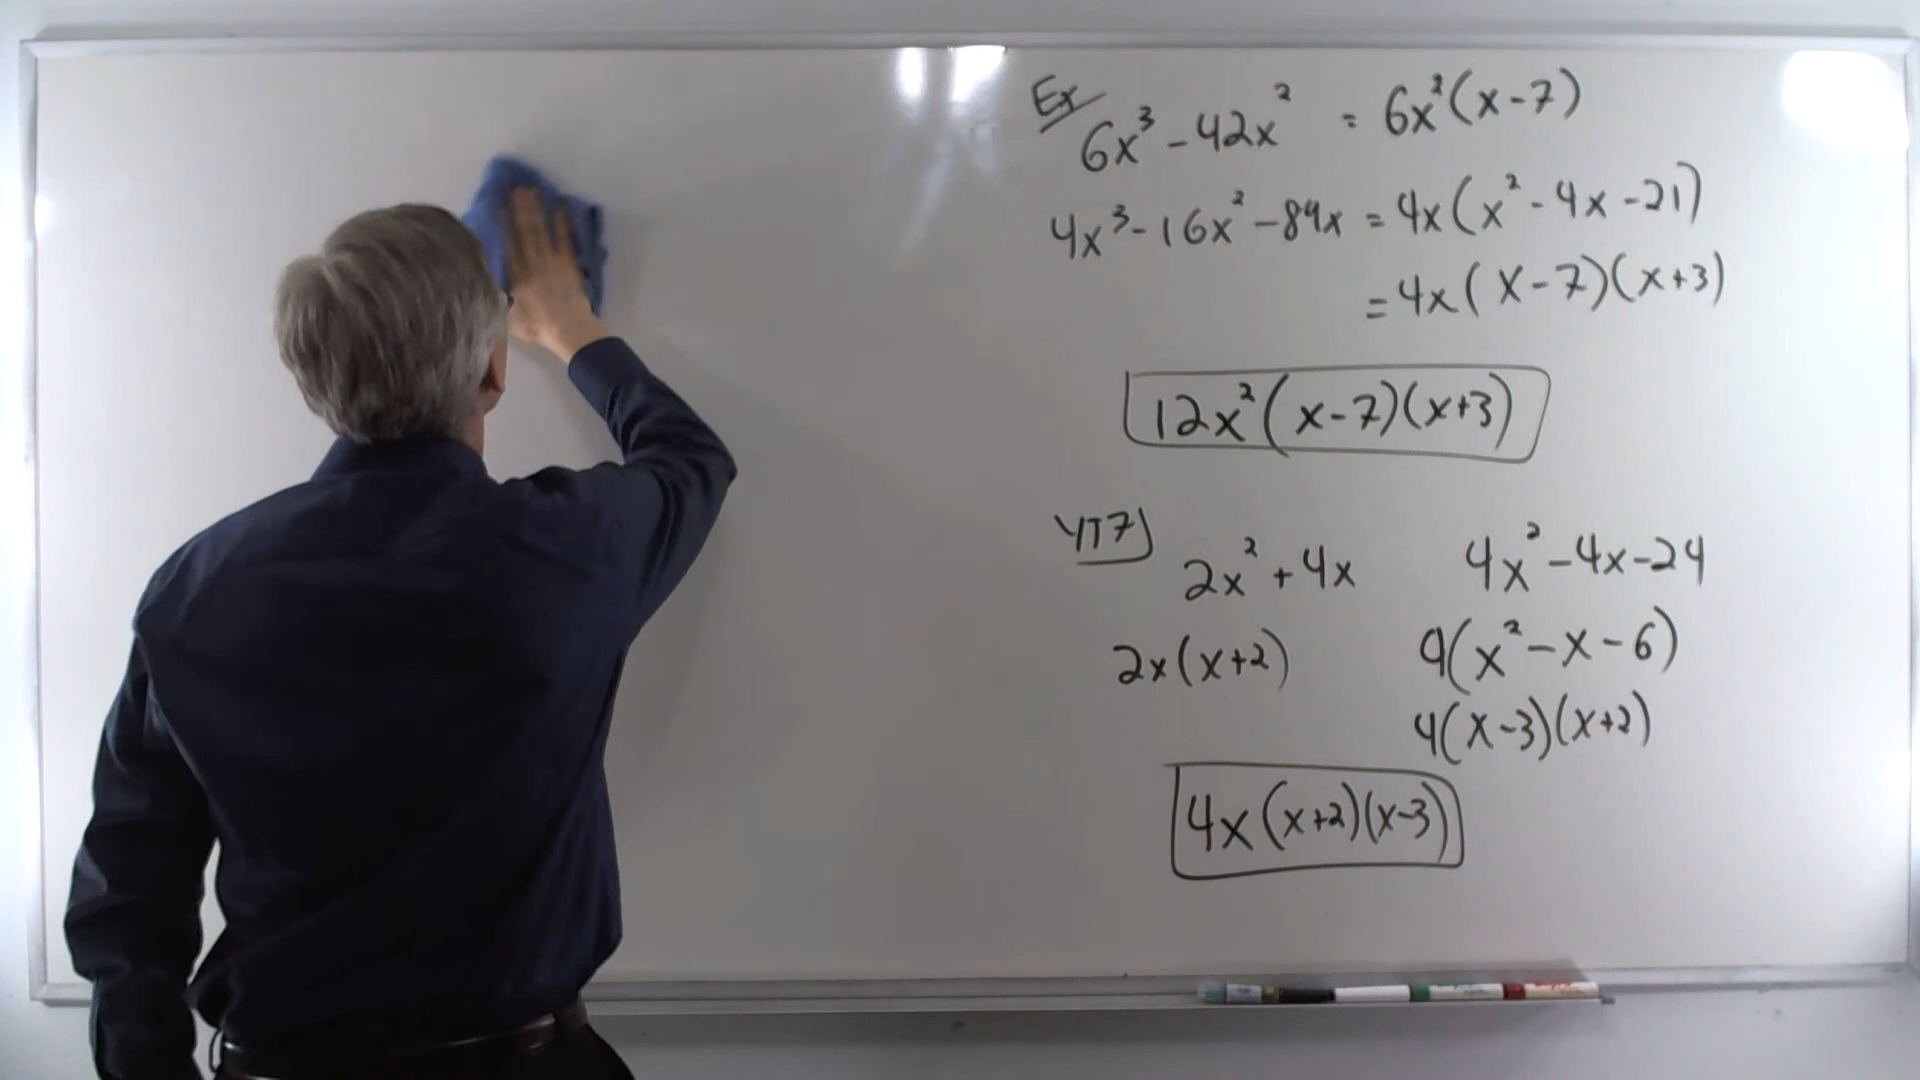 Ex
6x³ - 42x² = 6x²(x-7)
4x³ - 16x² - 84x = 4x(x² - 4x - 21)
= 4x(x-7)(x+3)
12x²(x-7)(x+3)
YT7
2x² + 4x
2x(x+2)
4x² - 4x - 24
4(x² - x - 6)
4(x-3)(x+2)
4x(x+2)(x-3)